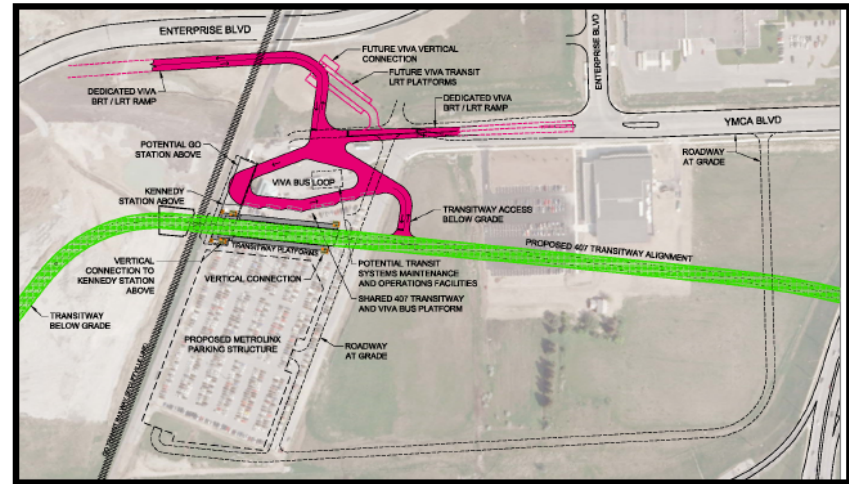 ENTERPRISE BLVD
FUTURE VIVA VERTICAL
CONNECTION
FUTURE VIVA TRANSIT
LRT PLATFORMS
ENTERPRISE BLVD
DEDICATED VIVA
BRT / LRT RAMP
DEDICATED VIVA
BRT / LRT RAMP
YMCA BLVD
POTENTIAL GO
STATION ABOVE
ROADWAY
AT GRADE
KENNEDY
STATION ABOVE
VIVA BUS LOOP
TRANSITWAY ACCESS
BELOW GRADE
TRANSITWAY PLATFORMS
PROPOSED 407 TRANSITWAY ALIGNMENT
VERTICAL
CONNECTION TO
KENNEDY STATION
ABOVE
VERTICAL CONNECTION
POTENTIAL TRANSIT
SYSTEMS MAINTENANCE
AND OPERATIONS FACILITIES
SHARED 407 TRANSITWAY
AND VIVA BUS PLATFORM
TRANSITWAY
BELOW GRADE
PROPOSED METROLINX
PARKING STRUCTURE
ROADWAY
AT GRADE